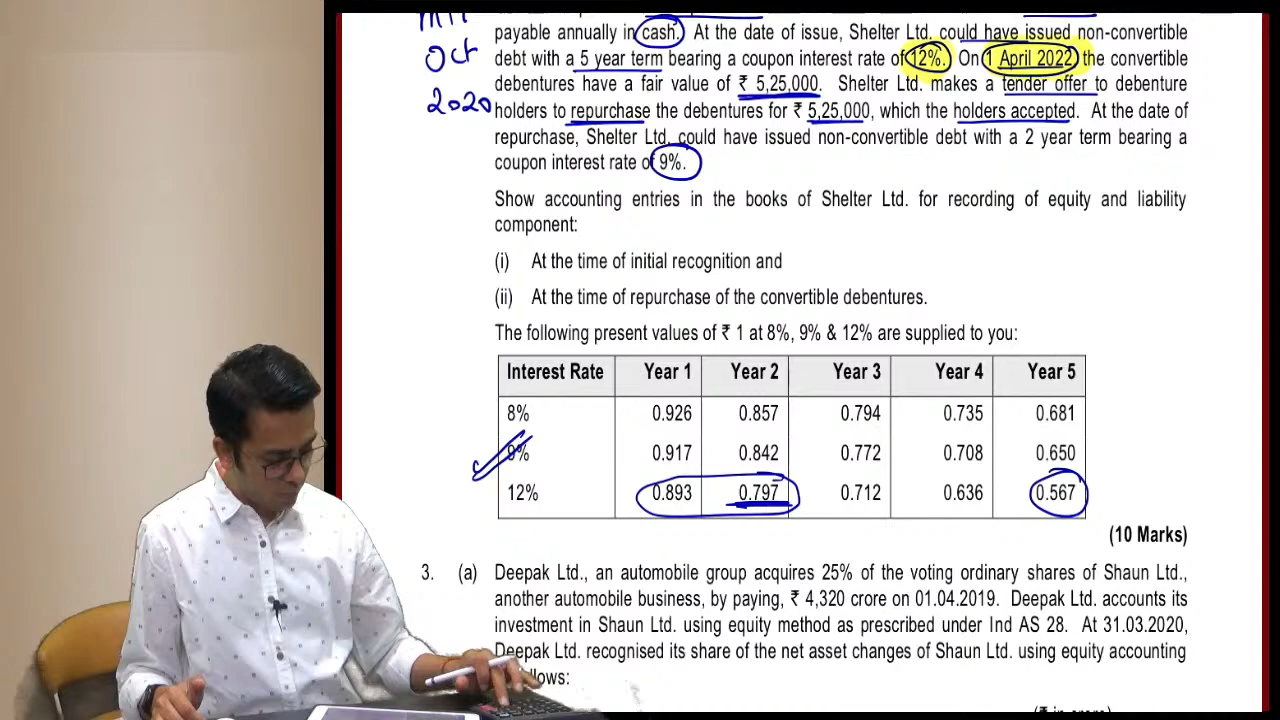 MTP
Oct
2020
payable annually in cash. At the date of issue, Shelter Ltd. could have issued non-convertible
debt with a 5 year term bearing a coupon interest rate of 12%. On 1 April 2022 the convertible
debentures have a fair value of ₹ 5,25,000. Shelter Ltd. makes a tender offer to debenture
holders to repurchase the debentures for ₹ 5,25,000, which the holders accepted. At the date of
repurchase, Shelter Ltd. could have issued non-convertible debt with a 2 year term bearing a
coupon interest rate of 9%.
Show accounting entries in the books of Shelter Ltd. for recording of equity and liability
component:
(i) At the time of initial recognition and
(ii) At the time of repurchase of the convertible debentures.
The following present values of ₹ 1 at 8%, 9% & 12% are supplied to you:
Interest Rate Year 1 Year 2 Year 3 Year 4 Year 5
8% 0.926 0.857 0.794 0.735 0.681
9% 0.917 0.842 0.772 0.708 0.650
12% 0.893 0.797 0.712 0.636 0.567
(10 Marks)
3. (a) Deepak Ltd., an automobile group acquires 25% of the voting ordinary shares of Shaun Ltd.,
another automobile business, by paying, ₹ 4,320 crore on 01.04.2019. Deepak Ltd. accounts its
investment in Shaun Ltd. using equity method as prescribed under Ind AS 28. At 31.03.2020,
Deepak Ltd. recognised its share of the net asset changes of Shaun Ltd. using equity accounting